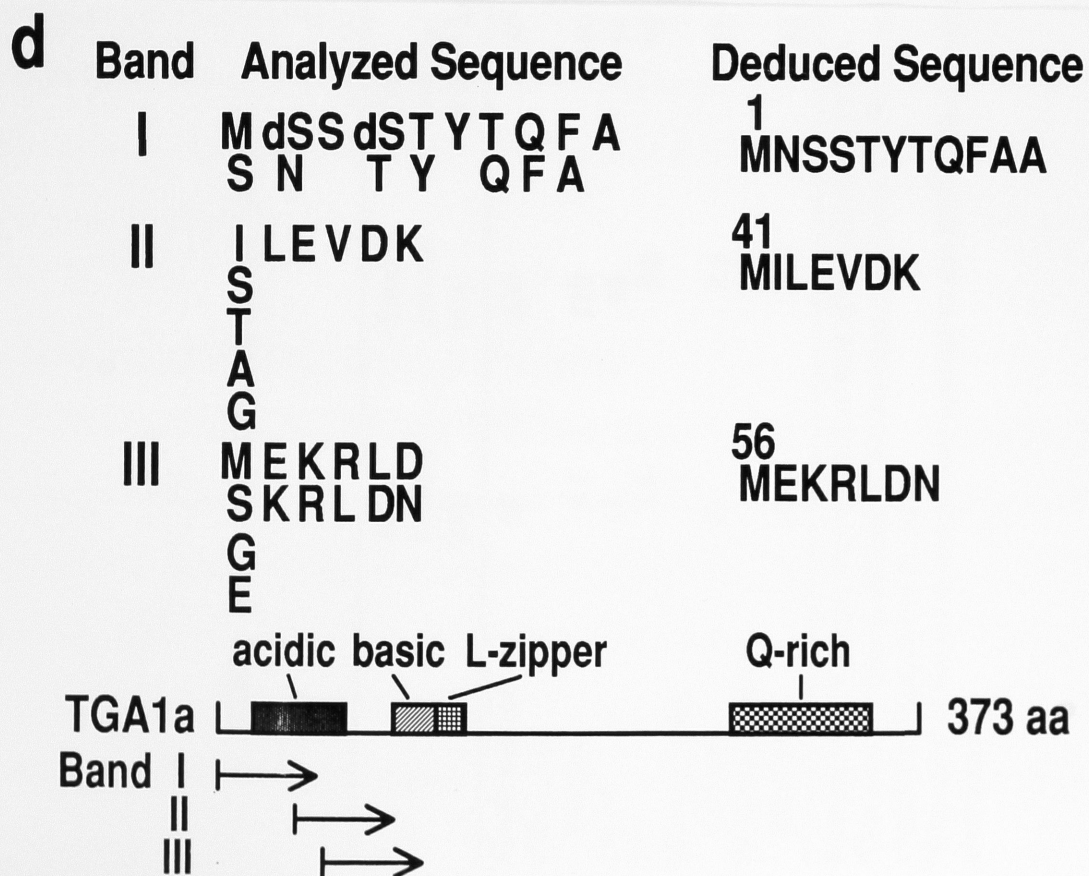 d
Band Analyzed Sequence Deduced Sequence
1
I M dSS dST Y T Q F A MNSSTYTQFAA
S N T Y Q F A
41
II I LEVDK MILEVDK
S
T
A
G
56
III M E K R L D MEKRLDN
S K R L D N
G
E
acidic basic L-zipper Q-rich
TGA1a 373 aa
Band I
II
III